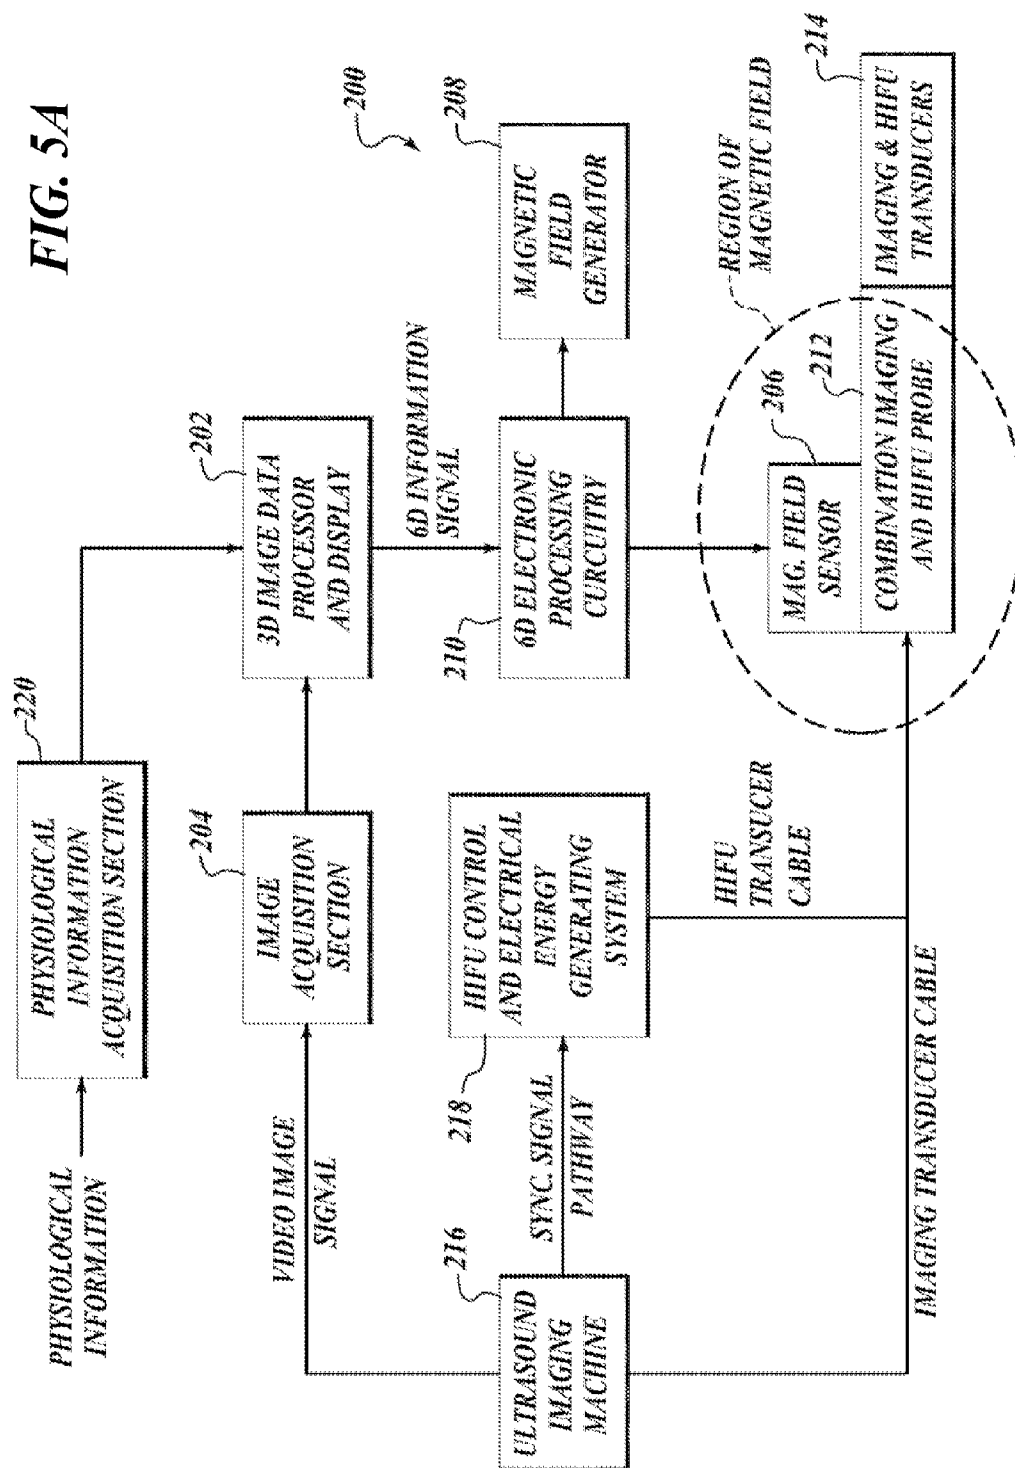 FIG. 5A
PHYSIOLOGICAL
INFORMATION
220
PHYSIOLOGICAL
INFORMATION
ACQUISITION SECTION
VIDEO IMAGE
SIGNAL
204
IMAGE
ACQUISITION
SECTION
202
3D IMAGE DATA
PROCESSOR
AND DISPLAY
6D INFORMATION
SIGNAL
200
216
ULTRASOUND
IMAGING
MACHINE
SYNC. SIGNAL
PATHWAY
218
HIFU CONTROL
AND ELECTRICAL
ENERGY
GENERATING
SYSTEM
210
6D ELECTRONIC
PROCESSING
CURCUITRY
208
MAGNETIC
FIELD
GENERATOR
HIFU
TRANSUCER
CABLE
REGION OF
MAGNETIC FIELD
206
MAG. FIELD
SENSOR
212
COMBINATION IMAGING
AND HIFU PROBE
214
IMAGING & HIFU
TRANSDUCERS
IMAGING TRANSDUCER CABLE